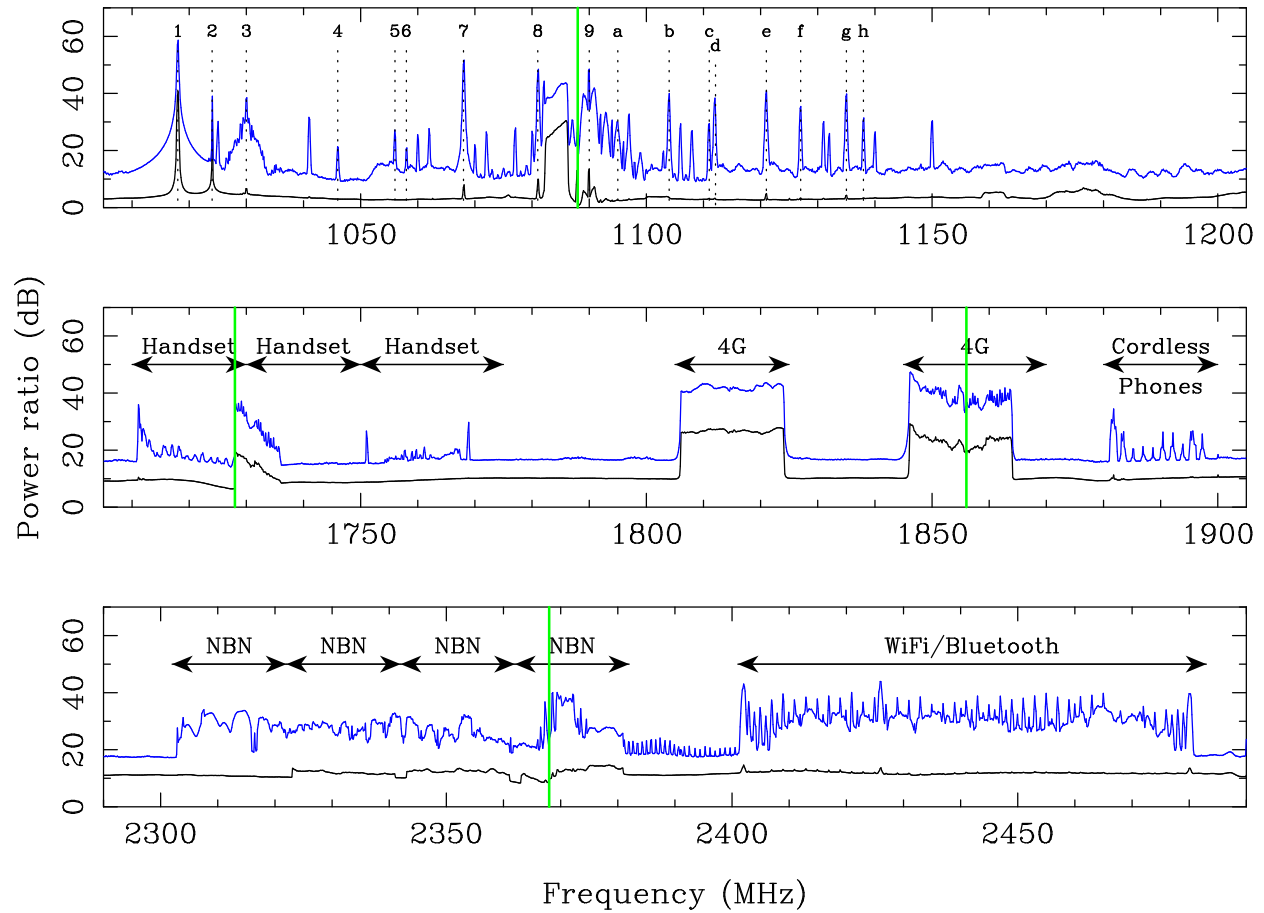 60
40
20
0
1 2 3 4 5 6 7 8 9 a b c d e f g h
1050 1100 1150 1200
Power ratio (dB)
60
40
20
0
Handset Handset Handset 4G 4G Cordless
Phones
1750 1800 1850 1900
60
40
20
0
NBN NBN NBN NBN WiFi/Bluetooth
2300 2350 2400 2450
Frequency (MHz)